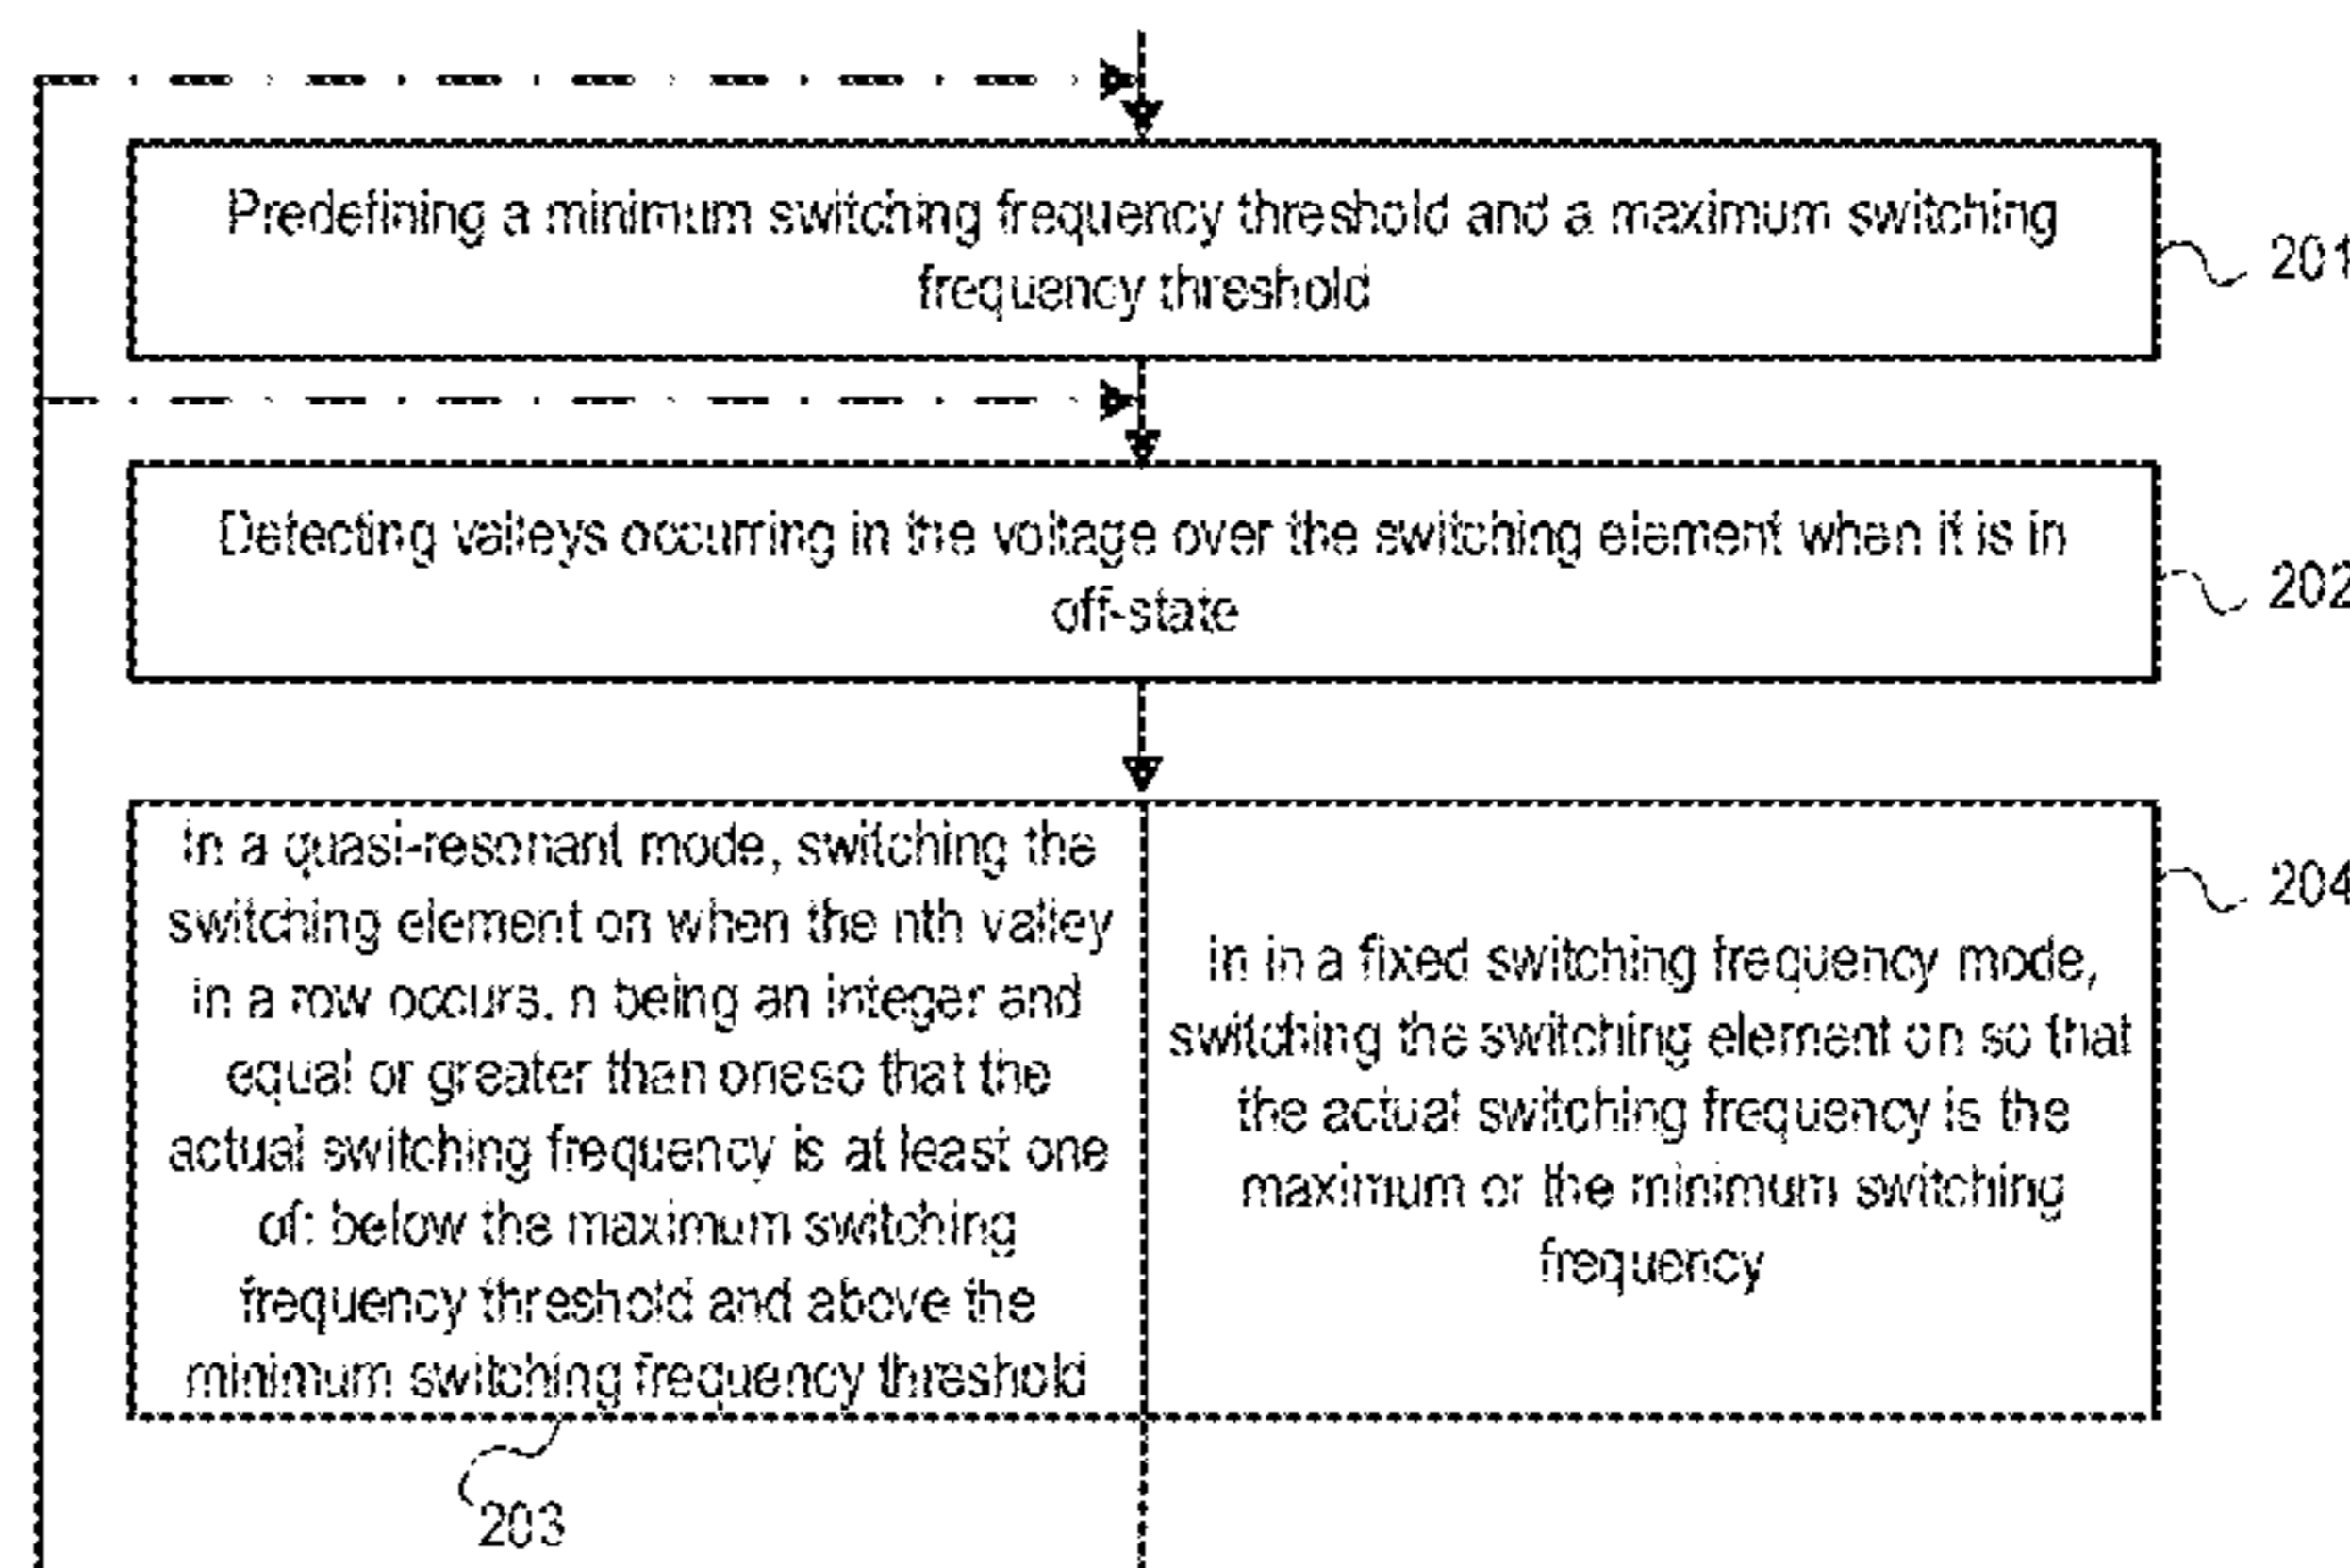 Predefining a minimum switching frequency threshold and a maximum switching
frequency threshold
201
Detecting valleys occurring in the voltage over the switching element when it is in
off-state
202
In a quasi-resonant mode, switching the
switching element on when the nth valley
in a row occurs, n being an integer and
equal or greater than oneso that the
actual switching frequency is at least one
of: below the maximum switching
frequency threshold and above the
minimum switching frequency threshold
203
In in a fixed switching frequency mode,
switching the switching element on so that
the actual switching frequency is the
maximum or the minimum switching
frequency
204